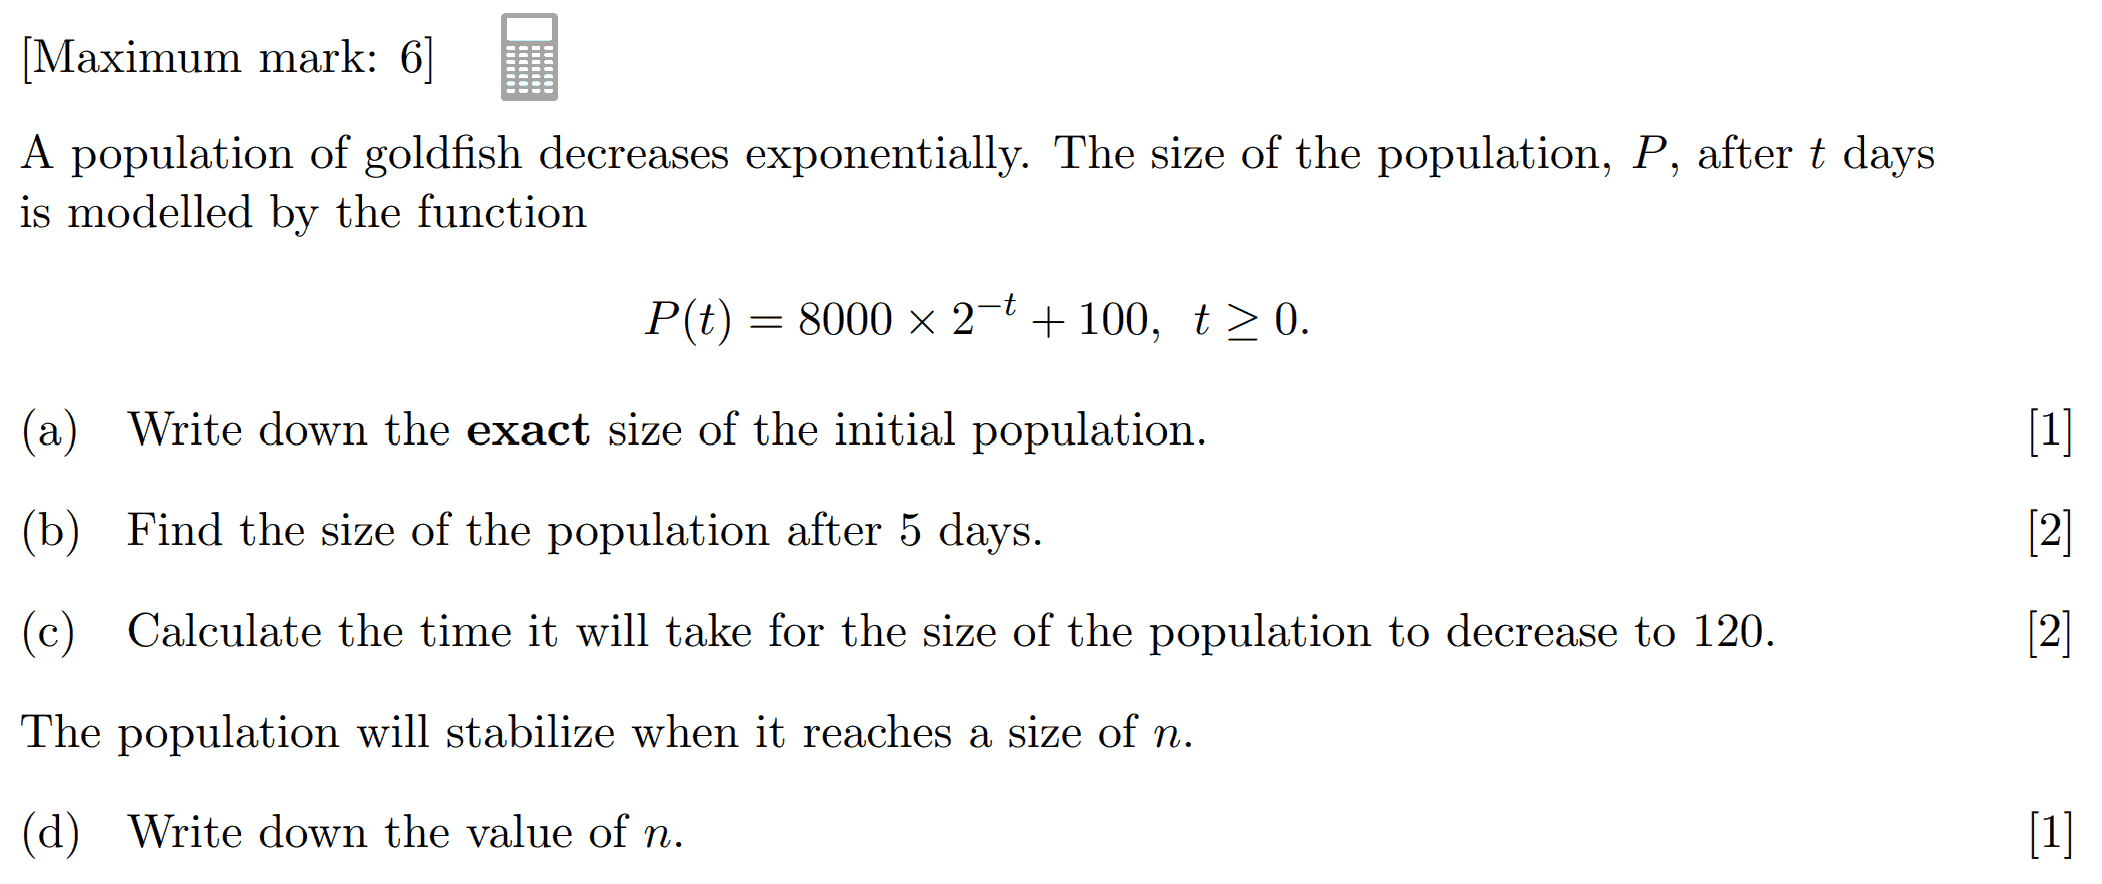 [Maximum mark: 6]
A population of goldfish decreases exponentially. The size of the population, P, after t days
is modelled by the function
P(t) = 8000 × 2^{−t} + 100, t ≥ 0.
(a) Write down the exact size of the initial population. [1]
(b) Find the size of the population after 5 days. [2]
(c) Calculate the time it will take for the size of the population to decrease to 120. [2]
The population will stabilize when it reaches a size of n.
(d) Write down the value of n. [1]